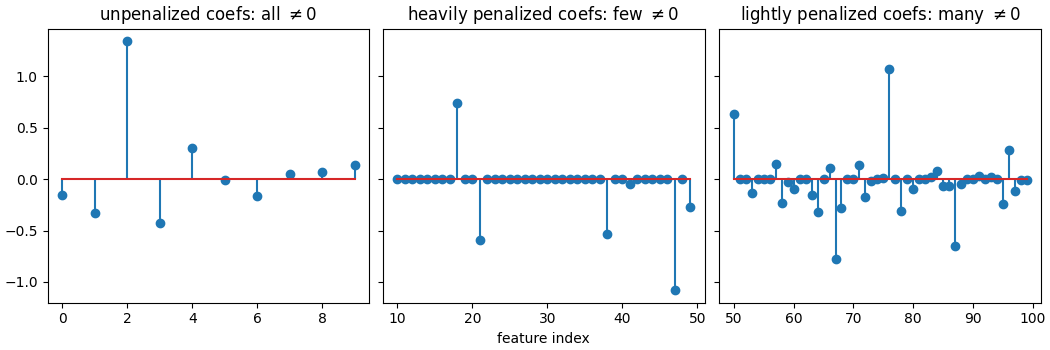 unpenalized coefs: all ≠0
heavily penalized coefs: few ≠0
lightly penalized coefs: many ≠0
1.0
0.5
0.0
−0.5
−1.0
0 2 4 6 8
10 20 30 40 50
50 60 70 80 90 100
feature index